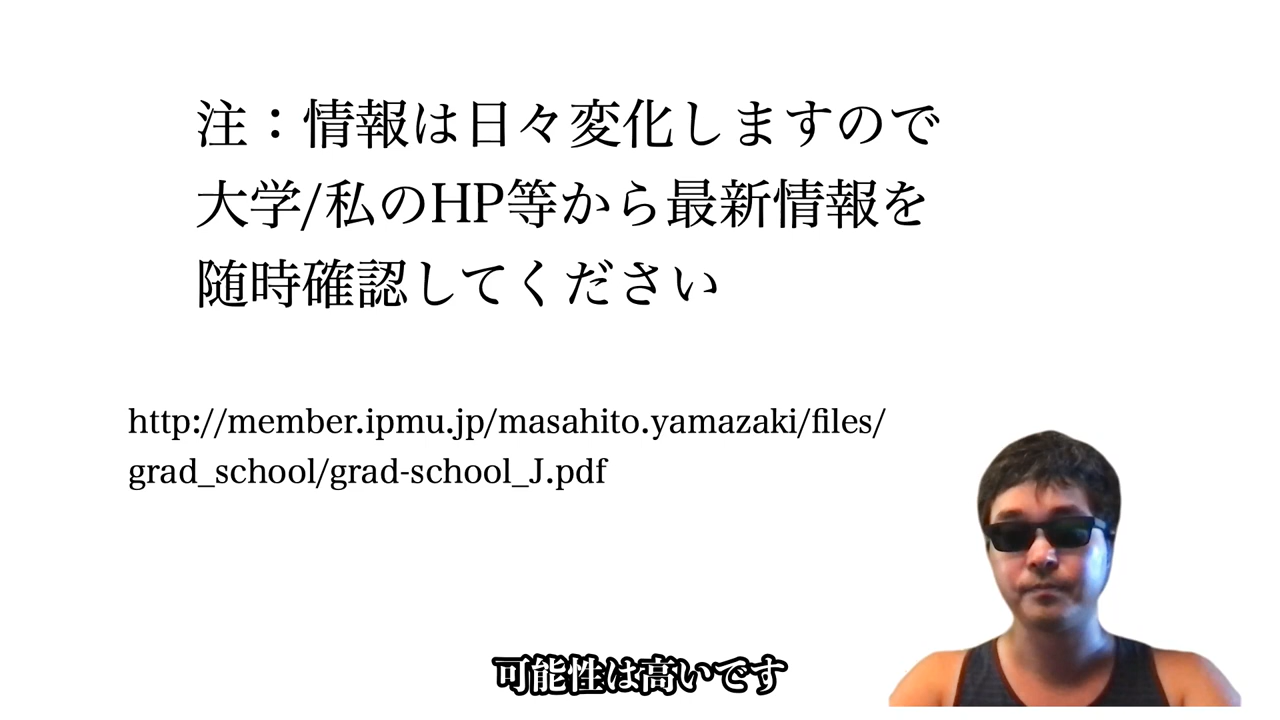 注：情報は日々変化しますので
大学/私のHP等から最新情報を
随時確認してください
http://member.ipmu.jp/masahito.yamazaki/files/
grad_school/grad-school_J.pdf
可能性は高いです